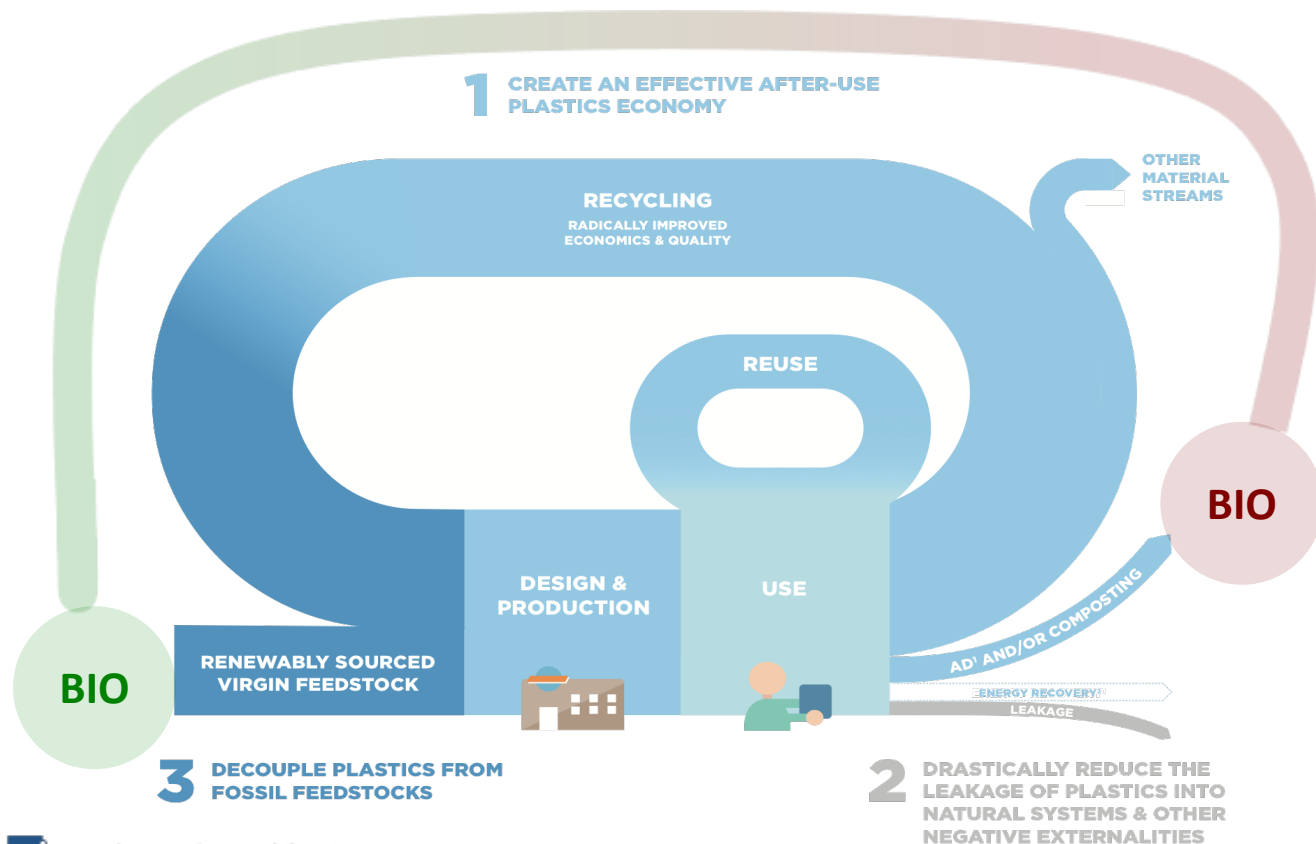 1 CREATE AN EFFECTIVE AFTER-USE
PLASTICS ECONOMY
OTHER
MATERIAL
STREAMS
RECYCLING
RADICALLY IMPROVED
ECONOMICS & QUALITY
REUSE
BIO
DESIGN &
PRODUCTION
USE
AD¹ AND/OR COMPOSTING
BIO
RENEWABLY SOURCED
VIRGIN FEEDSTOCK
ENERGY RECOVERY
LEAKAGE
3 DECOUPLE PLASTICS FROM
FOSSIL FEEDSTOCKS
2 DRASTICALLY REDUCE THE
LEAKAGE OF PLASTICS INTO
NATURAL SYSTEMS & OTHER
NEGATIVE EXTERNALITIES